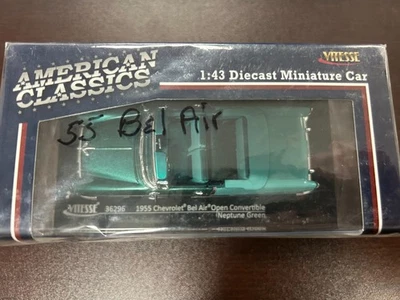 AMERICAN
CLASSICS
VITESSE
1:43 Diecast Miniature Car
55 Bel Air
VITESSE
36296
1955 Chevrolet® Bel Air® Open Convertible
Neptune Green